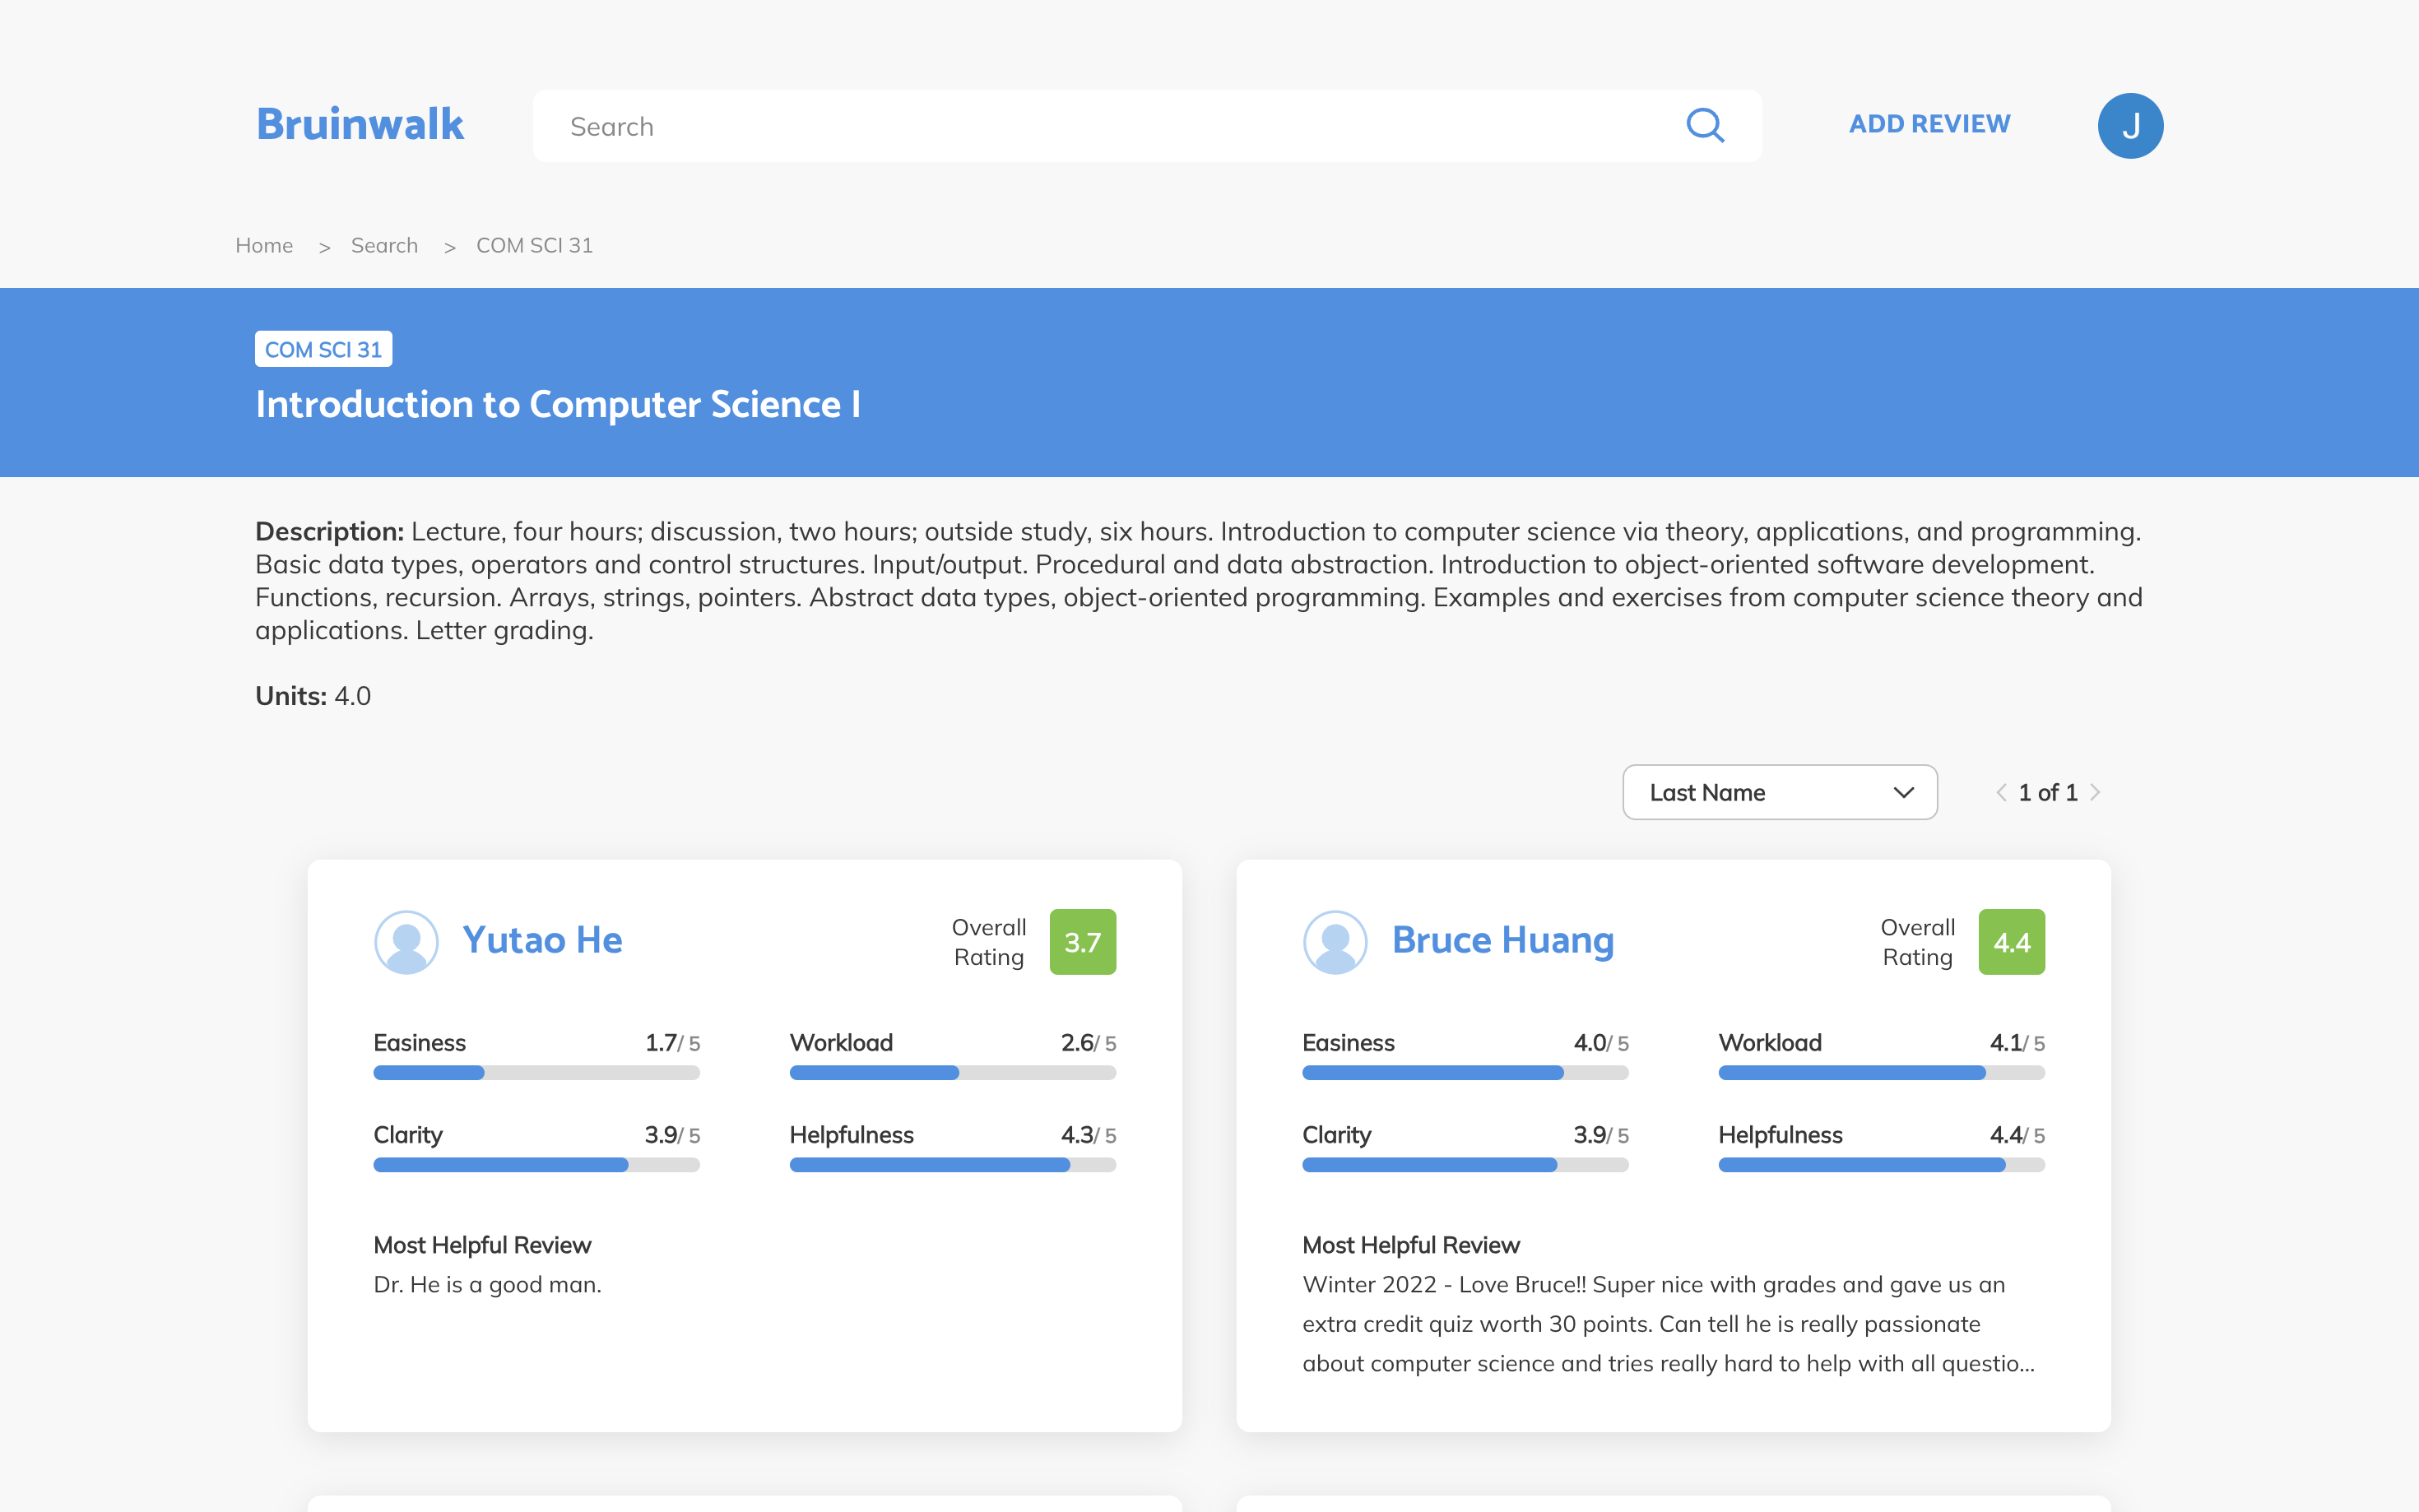 Bruinwalk
Search
ADD REVIEW
J
Home > Search > COM SCI 31
COM SCI 31
Introduction to Computer Science I
Description: Lecture, four hours; discussion, two hours; outside study, six hours. Introduction to computer science via theory, applications, and programming.
Basic data types, operators and control structures. Input/output. Procedural and data abstraction. Introduction to object-oriented software development.
Functions, recursion. Arrays, strings, pointers. Abstract data types, object-oriented programming. Examples and exercises from computer science theory and
applications. Letter grading.
Units: 4.0
Last Name
< 1 of 1 >
Yutao He
Overall
Rating
3.7
Easiness 1.7/ 5
Workload 2.6/ 5
Clarity 3.9/ 5
Helpfulness 4.3/ 5
Most Helpful Review
Dr. He is a good man.
Bruce Huang
Overall
Rating
4.4
Easiness 4.0/ 5
Workload 4.1/ 5
Clarity 3.9/ 5
Helpfulness 4.4/ 5
Most Helpful Review
Winter 2022 - Love Bruce!! Super nice with grades and gave us an
extra credit quiz worth 30 points. Can tell he is really passionate
about computer science and tries really hard to help with all questio...